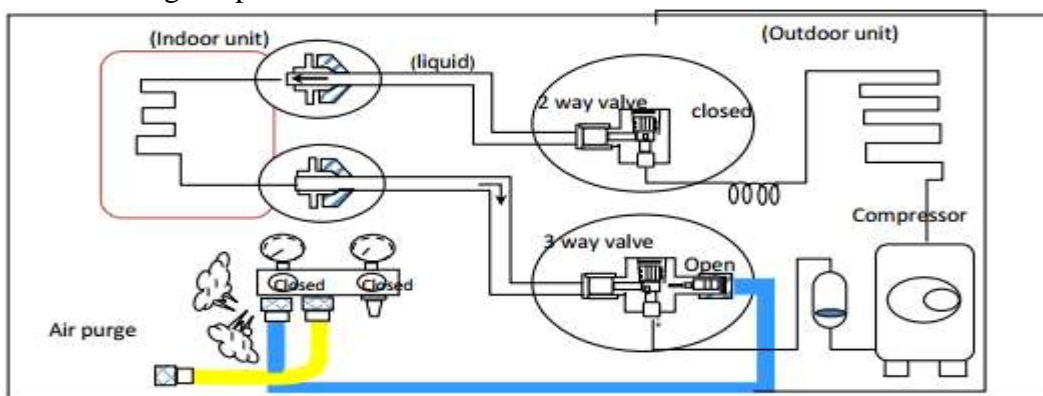 (Indoor unit)
(Outdoor unit)
(liquid)
2 way valve
closed
Compressor
3 way valve
Open
Closed
Closed
Air purge